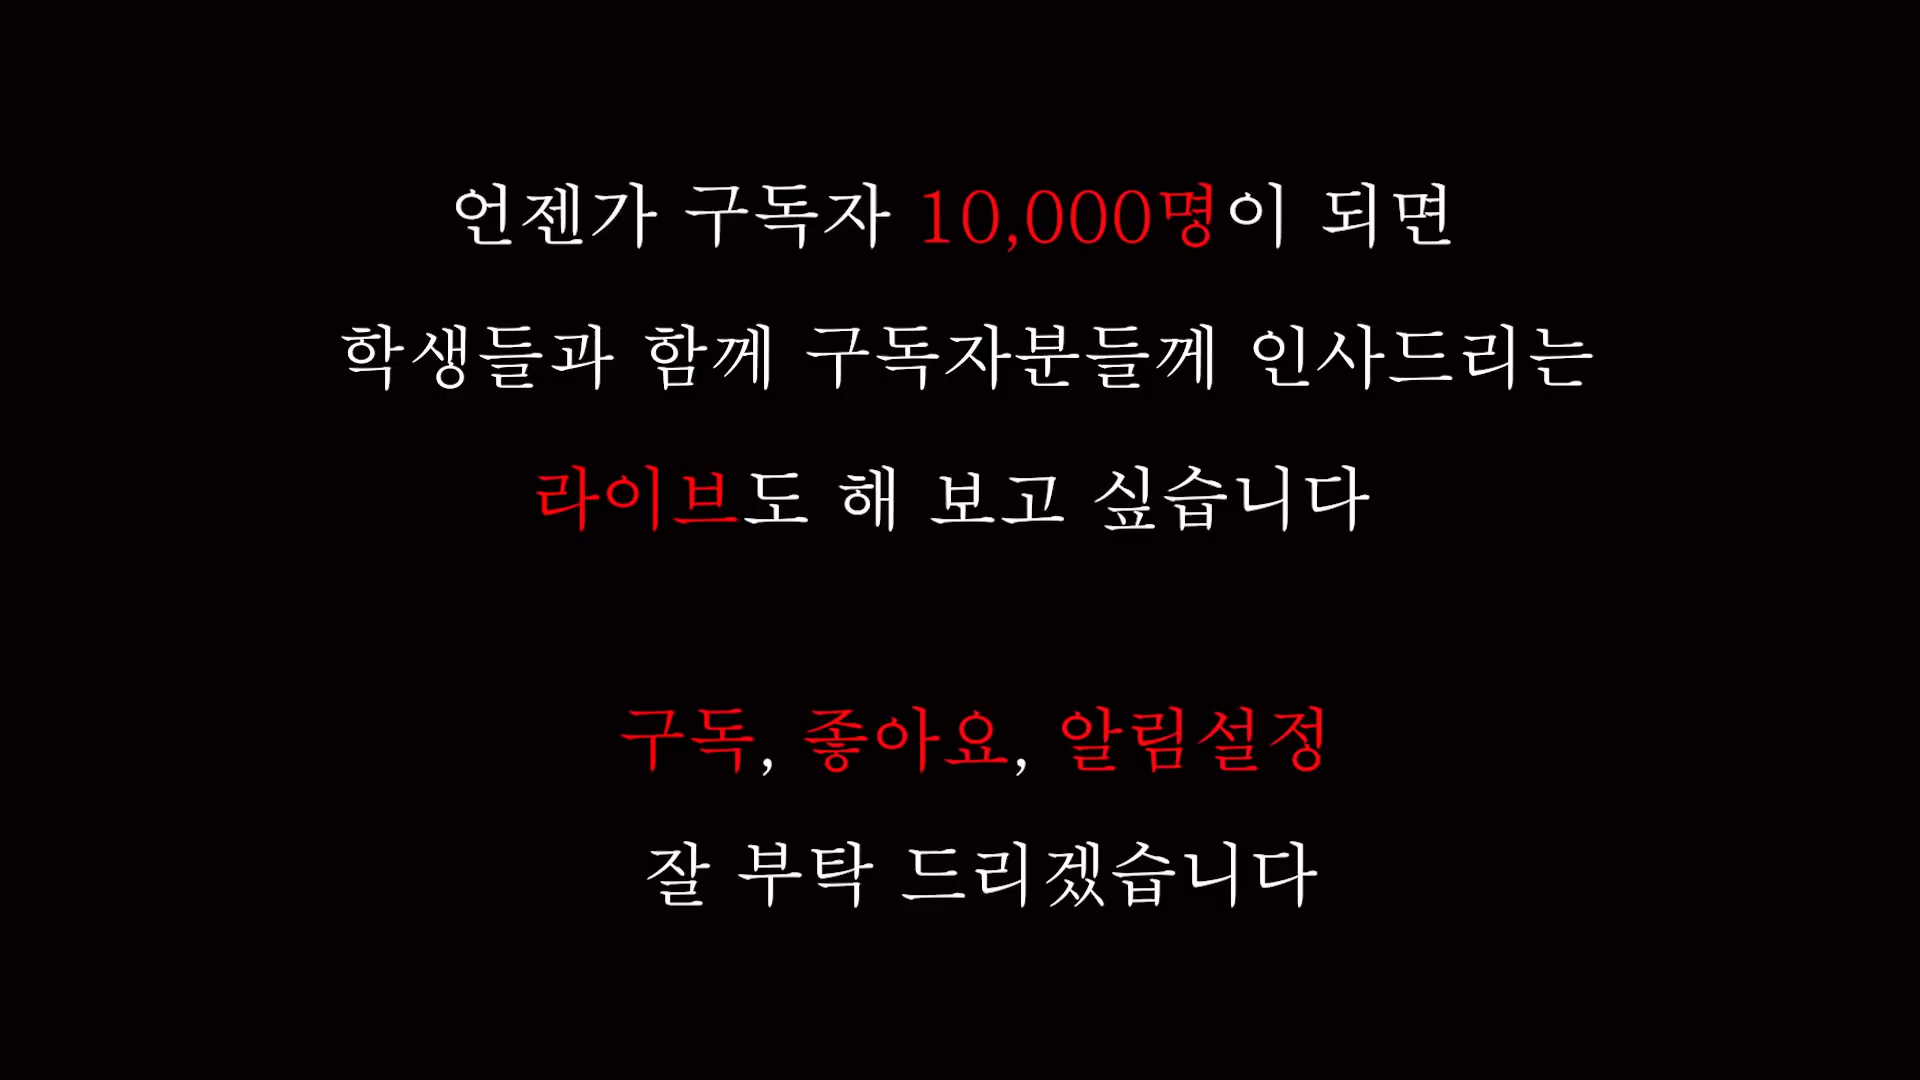 언젠가 구독자 10,000명이 되면
학생들과 함께 구독자분들께 인사드리는
라이브도 해 보고 싶습니다
구독, 좋아요, 알림설정
잘 부탁 드리겠습니다